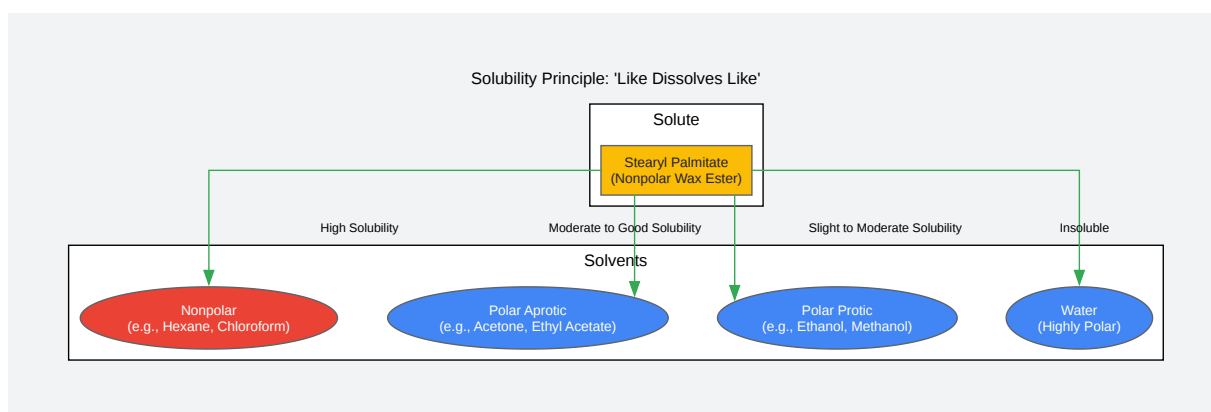 Solubility Principle: 'Like Dissolves Like'
Solute
Stearyl Palmitate
(Nonpolar Wax Ester)
High Solubility
Moderate to Good Solubility
Slight to Moderate Solubility
Insoluble
Solvents
Nonpolar
(e.g., Hexane, Chloroform)
Polar Aprotic
(e.g., Acetone, Ethyl Acetate)
Polar Protic
(e.g., Ethanol, Methanol)
Water
(Highly Polar)